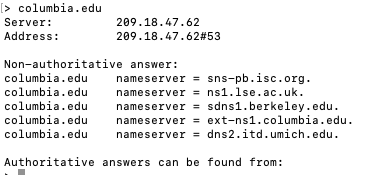 > columbia.edu
Server:		209.18.47.62
Address:	209.18.47.62#53

Non-authoritative answer:
columbia.edu	nameserver = sns-pb.isc.org.
columbia.edu	nameserver = ns1.lse.ac.uk.
columbia.edu	nameserver = sdns1.berkeley.edu.
columbia.edu	nameserver = ext-ns1.columbia.edu.
columbia.edu	nameserver = dns2.itd.umich.edu.

Authoritative answers can be found from:
>